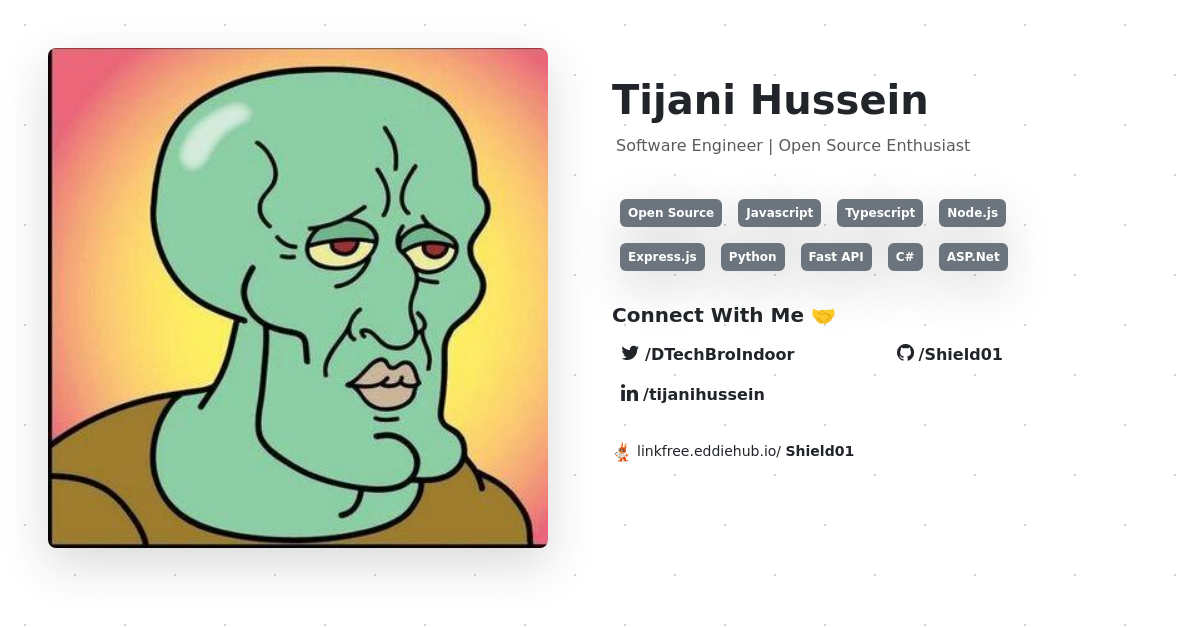 Tijani Hussein
Software Engineer | Open Source Enthusiast
Open Source Javascript Typescript Node.js
Express.js Python Fast API C# ASP.Net
Connect With Me 🤝
/DTechBroIndoor /Shield01
/tijanihussein
linkfree.eddiehub.io/ Shield01